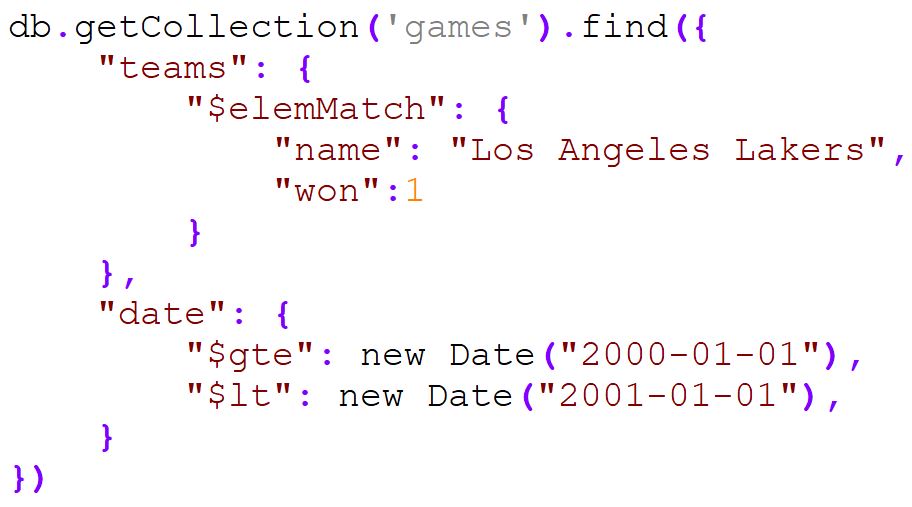 db.getCollection('games').find({
    "teams": {
        "$elemMatch": {
            "name": "Los Angeles Lakers",
            "won":1
        }
    },
    "date": {
        "$gte": new Date("2000-01-01"),
        "$lt": new Date("2001-01-01"),
    }
})